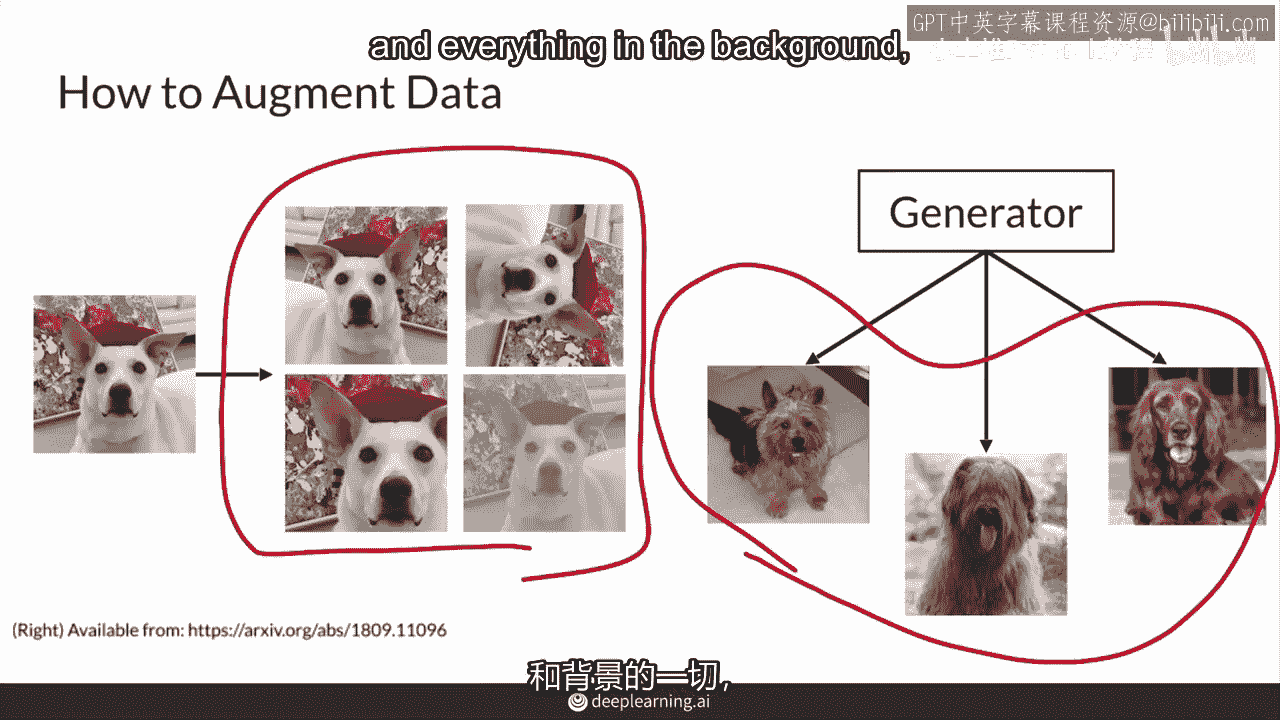 GPT中英字幕课程资源@bilibili.com
and everything in the background,
How to Augment Data
Generator
(Right) Available from: https://arxiv.org/abs/1809.11096
和背景的一切，
deeplearning.ai